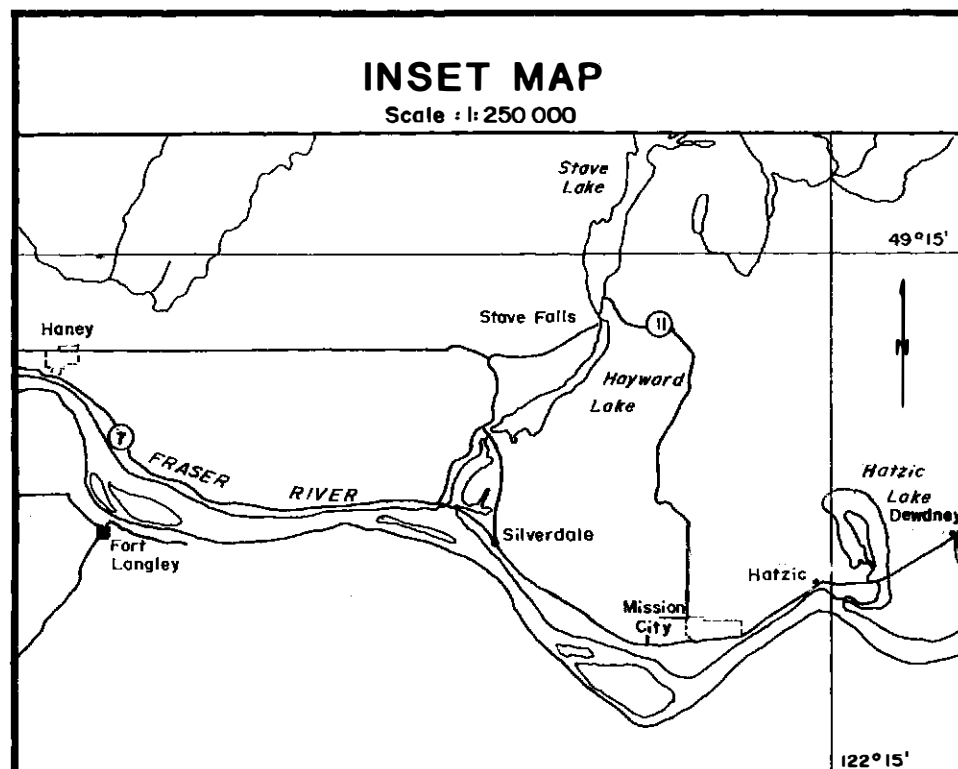 INSET MAP
Scale : 1: 250 000
Stave
Lake
49°15'
Stave Falls
11
Haney
N
Hayward
Lake
7
FRASER
RIVER
Hatzic
Lake
Dewdney
Fort
Langley
Silverdale
Hatzic
Mission
City
122°15'